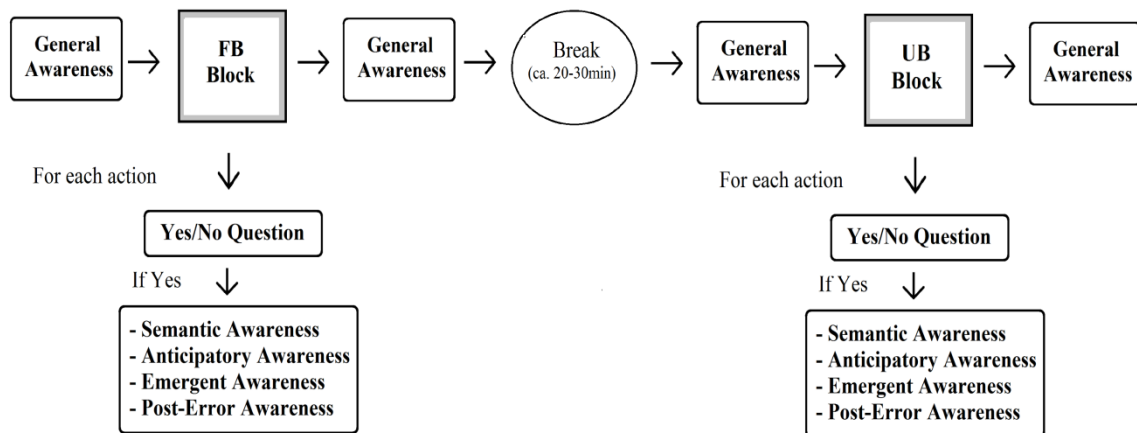 General
Awareness
FB
Block
General
Awareness
Break
(ca. 20-30min)
General
Awareness
UB
Block
General
Awareness
For each action
Yes/No Question
If Yes
- Semantic Awareness
- Anticipatory Awareness
- Emergent Awareness
- Post-Error Awareness
For each action
Yes/No Question
If Yes
- Semantic Awareness
- Anticipatory Awareness
- Emergent Awareness
- Post-Error Awareness